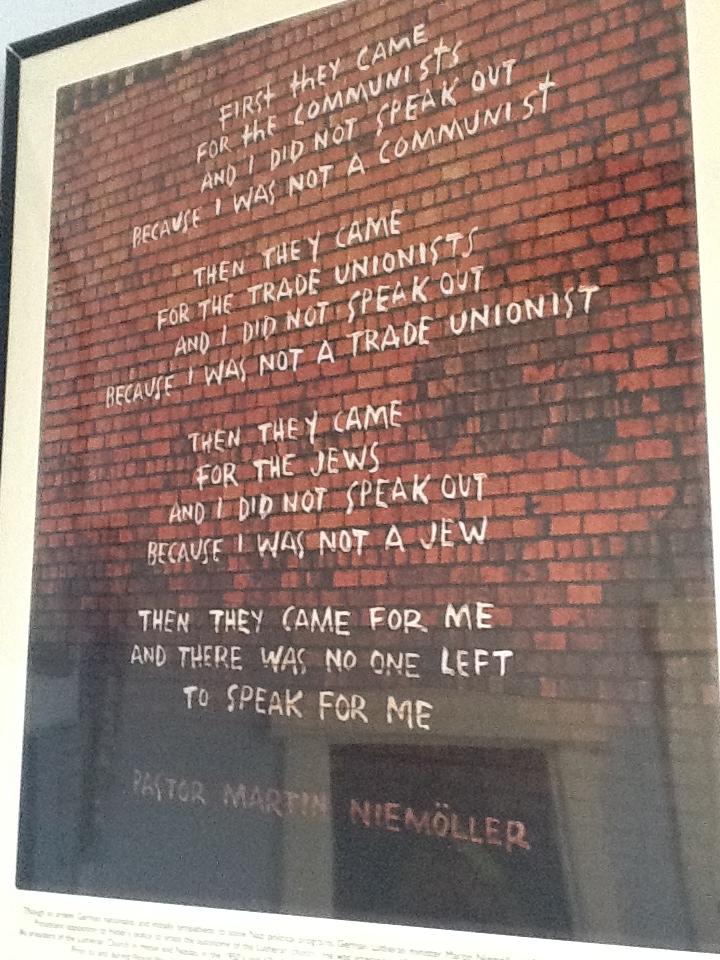 FIRST thEY CAME
FOR thE COMMUNIStS
AND I DID NOT SPEAK OUT
BECAUSE I WAS NOT A COMMUNISt
THEN THEY CAME
FOR THE TRADE UNIONISTS
AND I DID NOT SPEAK OUT
BECAUSE I WAS NOT A TRADE UNIONIST
THEN THEY CAME
FOR THE JEWS
AND I DID NOT SPEAK OUT
BECAUSE I WAS NOT A JEW
THEN THEY CAME FOR ME
AND THERE WAS NO ONE LEFT
TO SPEAK FOR ME
PASTOR MARTIN NIEMÖLLER